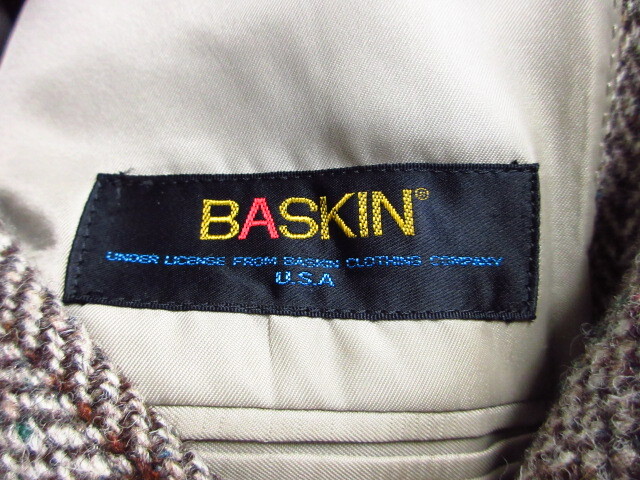 BASKIN®
UNDER LICENSE FROM BASKIN CLOTHING COMPANY
U.S.A